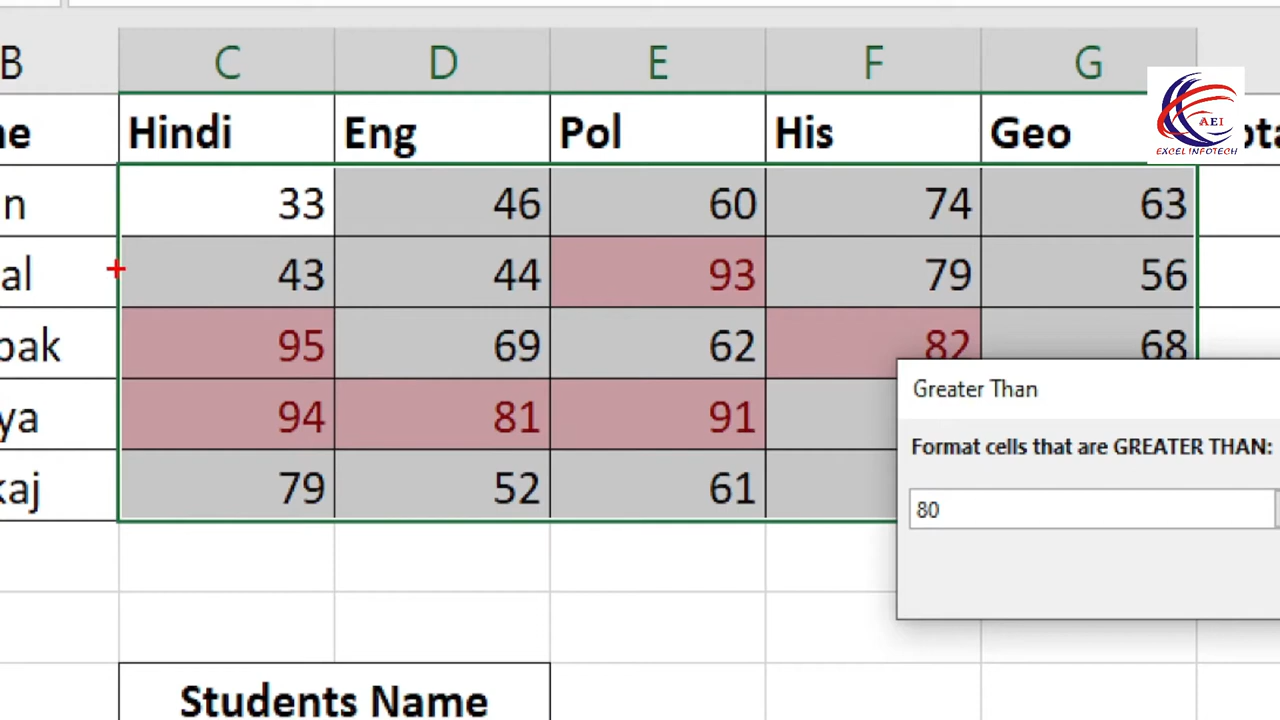 B C D E F G
Hindi Eng Pol His Geo
33 46 60 74 63
43 44 93 79 56
95 69 62 82 68
94 81 91
79 52 61
AEI
EXCEL INFOTECH
Greater Than
Format cells that are GREATER THAN:
80
Students Name